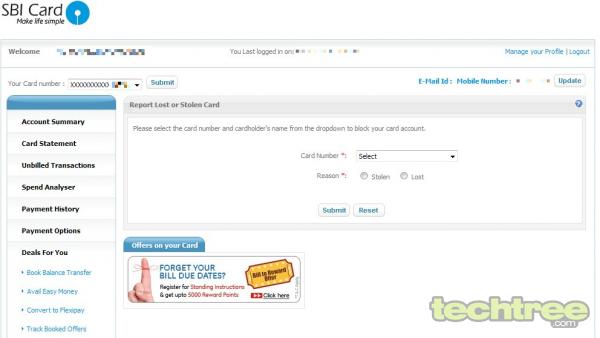 SBI Card
Make life simple
Welcome
You Last logged in on:
Manage your Profile | Logout
Your Card number : XXXXXXXXXXX
Submit
E-Mail Id : Mobile Number :
Update
Account Summary
Card Statement
Unbilled Transactions
Spend Analyser
Payment History
Payment Options
Deals For You
Book Balance Transfer
Avail Easy Money
Convert to Flexipay
Track Booked Offers
Report Lost or Stolen Card
?
Please select the card number and cardholder's name from the dropdown to block your card account.
Card Number *: Select
Reason *: Stolen Lost
Submit Reset
Offers on your Card
FORGET YOUR
BILL DUE DATES?
Register for Standing Instructions
& get upto 5000 Reward Points
Bill to Reward
Offer
Click here
techtree
.com